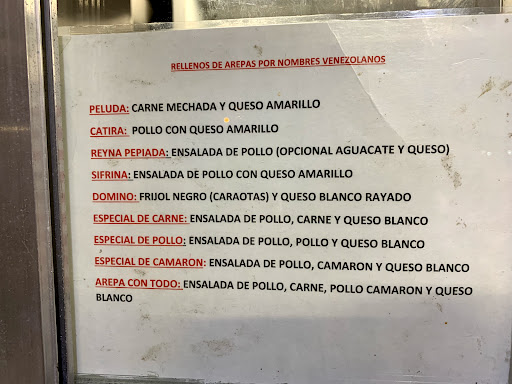 RELLENOS DE AREPAS POR NOMBRES VENEZOLANOS
PELUDA: CARNE MECHADA Y QUESO AMARILLO
CATIRA: POLLO CON QUESO AMARILLO
REYNA PEPIADA: ENSALADA DE POLLO (OPCIONAL AGUACATE Y QUESO)
SIFRINA: ENSALADA DE POLLO CON QUESO AMARILLO
DOMINO: FRIJOL NEGRO (CARAOTAS) Y QUESO BLANCO RAYADO
ESPECIAL DE CARNE: ENSALADA DE POLLO, CARNE Y QUESO BLANCO
ESPECIAL DE POLLO: ENSALADA DE POLLO, POLLO Y QUESO BLANCO
ESPECIAL DE CAMARON: ENSALADA DE POLLO, CAMARON Y QUESO BLANCO
AREPA CON TODO: ENSALADA DE POLLO, CARNE, POLLO CAMARON Y QUESO
BLANCO